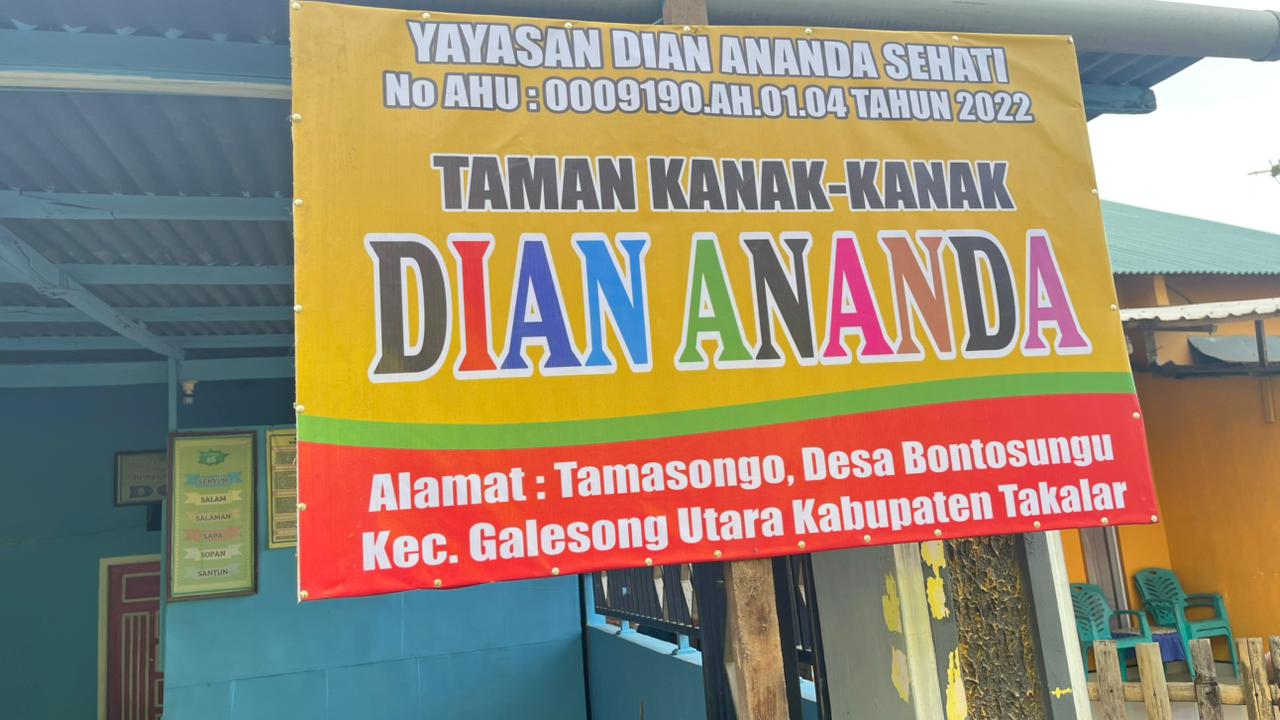 YAYASAN DIAN ANANDA SEHATI
No AHU : 0009190.AH.01.04 TAHUN 2022
TAMAN KANAK-KANAK
DIAN ANANDA
Alamat : Tamasongo, Desa Bontosungu
Kec. Galesong Utara Kabupaten Takalar
SENYUM
SALAM
SALAMAN
SAPA
SOPAN
SANTUN